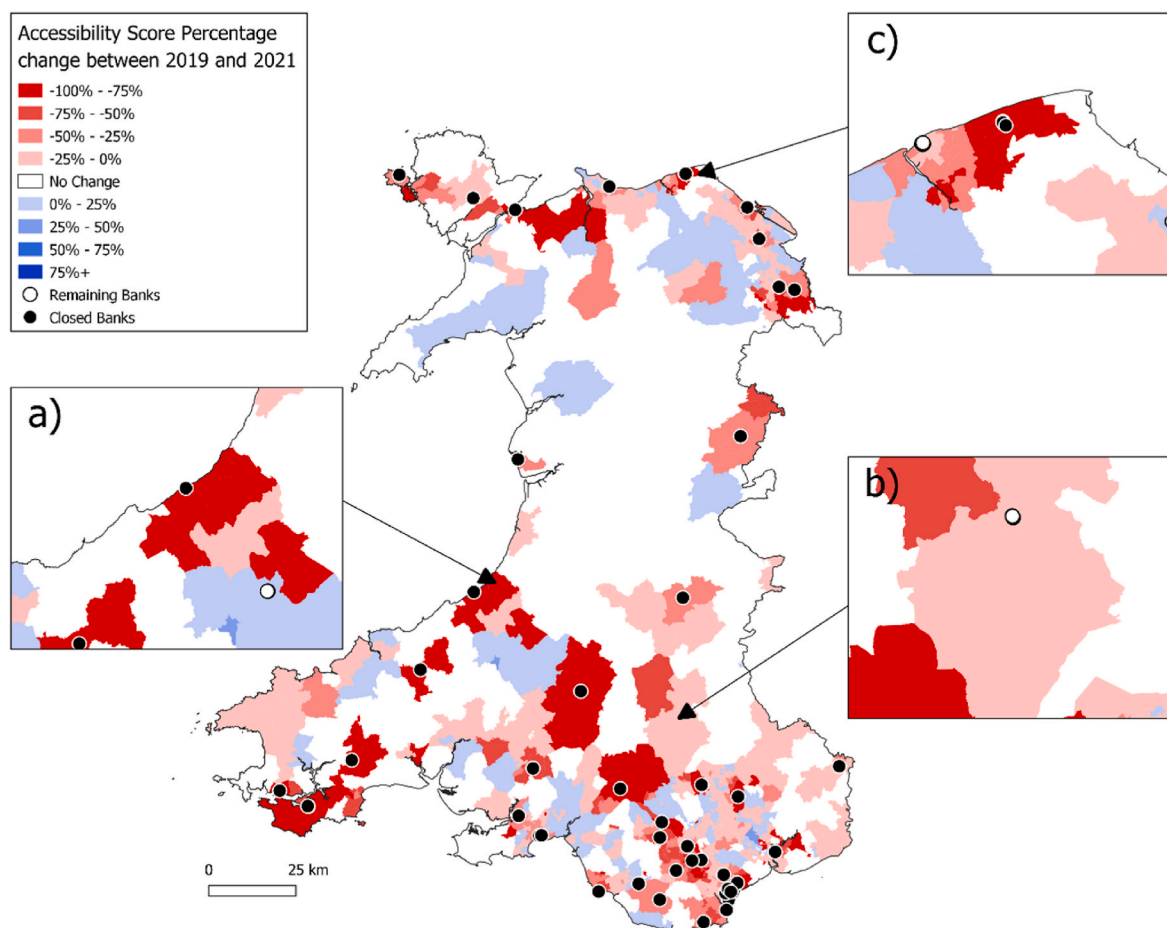 Accessibility Score Percentage
change between 2019 and 2021
-100% - -75%
-75% - -50%
-50% - -25%
-25% - 0%
No Change
0% - 25%
25% - 50%
50% - 75%
75%+
Remaining Banks
Closed Banks
c)
a)
b)
0 25 km